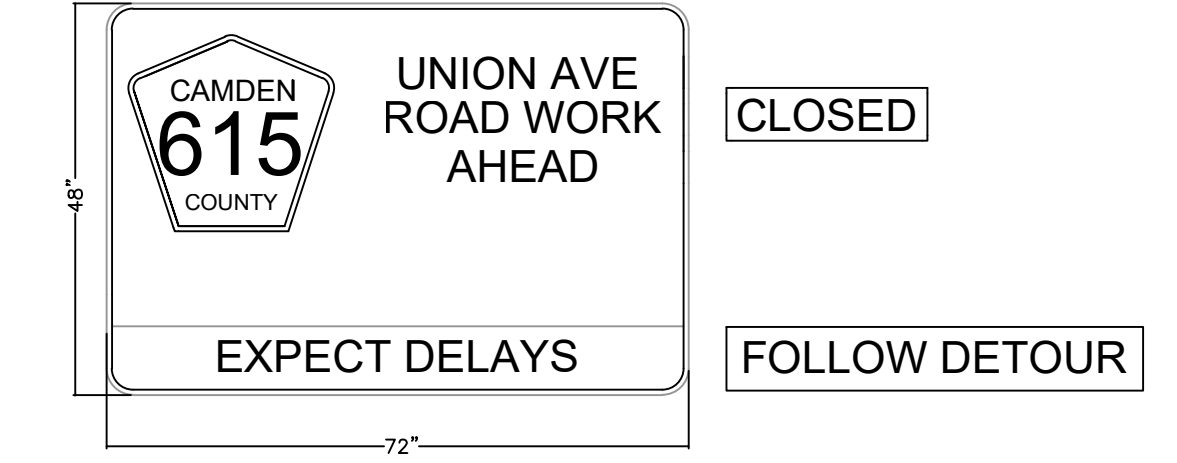 CAMDEN
615
COUNTY
UNION AVE
ROAD WORK
AHEAD
CLOSED
48"
EXPECT DELAYS
FOLLOW DETOUR
72"